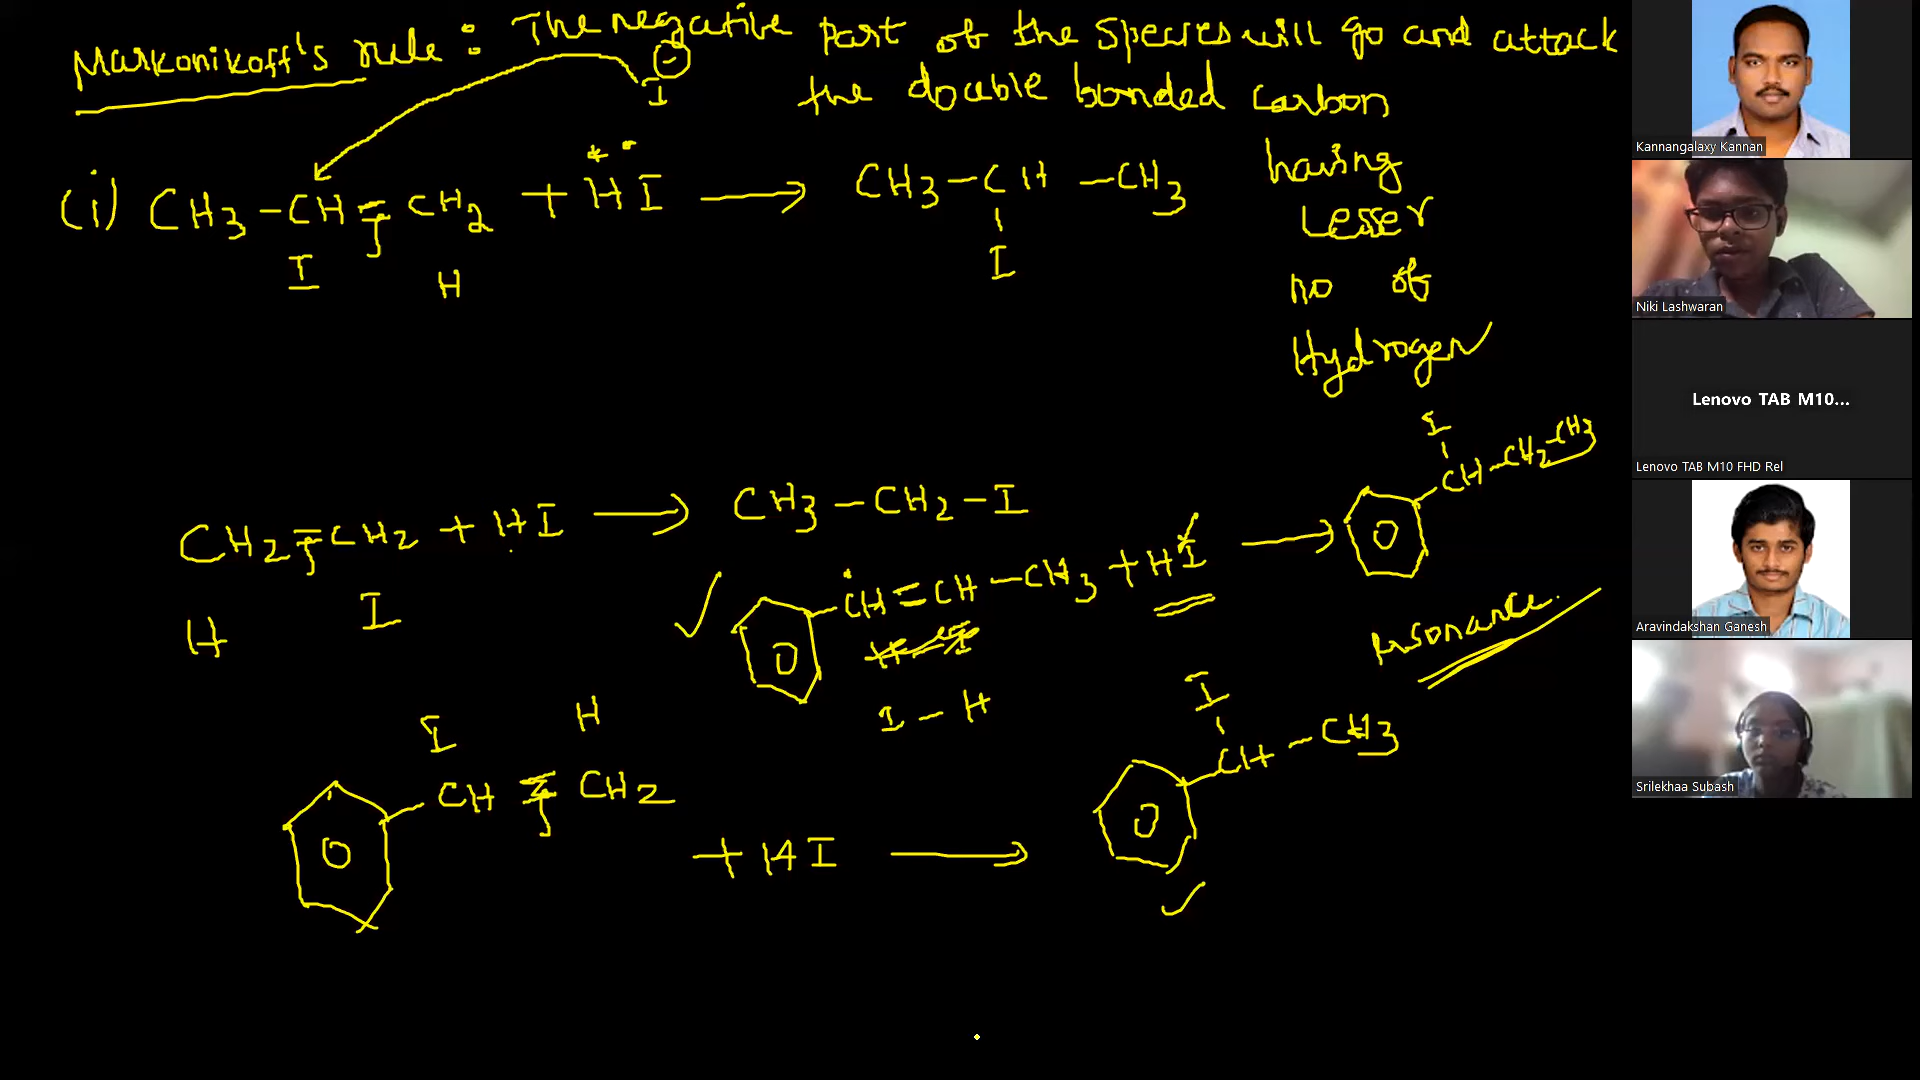 Markonikoff's rule : The negative part of the species will go and attack
the double bonded carbon
having
Lesser
no of
Hydrogen
I ⊖
(i) CH3 - CH = CH2 + HI → CH3 - CH - CH3
I H
I
CH2 = CH2 + HI → CH3 - CH2 - I
H I
CH = CH - CH3 + HI →
I - H
I
CH - CH2 - CH3
resonance.
I H
CH = CH2
+ HI →
I
CH - CH3
Kannangalaxy Kannan
Niki Lashwaran
Lenovo TAB M10...
Lenovo TAB M10 FHD Rel
Aravindakshan Ganesh
Srilekhaa Subash